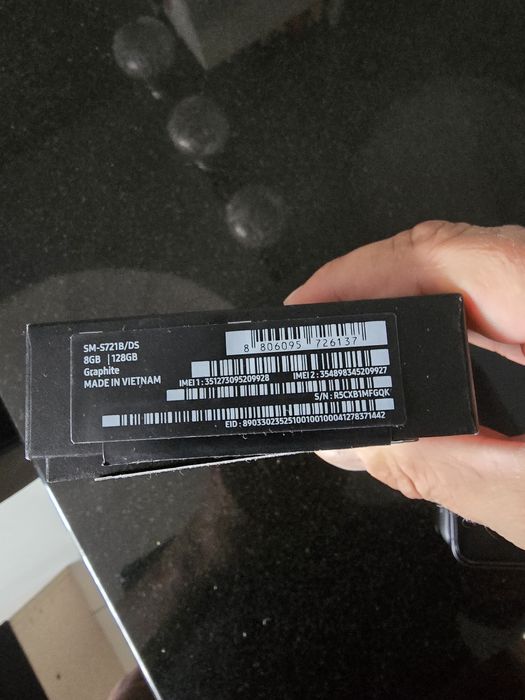 SM-S721B/DS
8GB | 128GB
Graphite
MADE IN VIETNAM
8 806095 726137
IMEI 1 : 351273095209928
IMEI 2 : 354898345209927
S/N : R5CXB1MFGQK
EID : 89033023525100100100041278371442